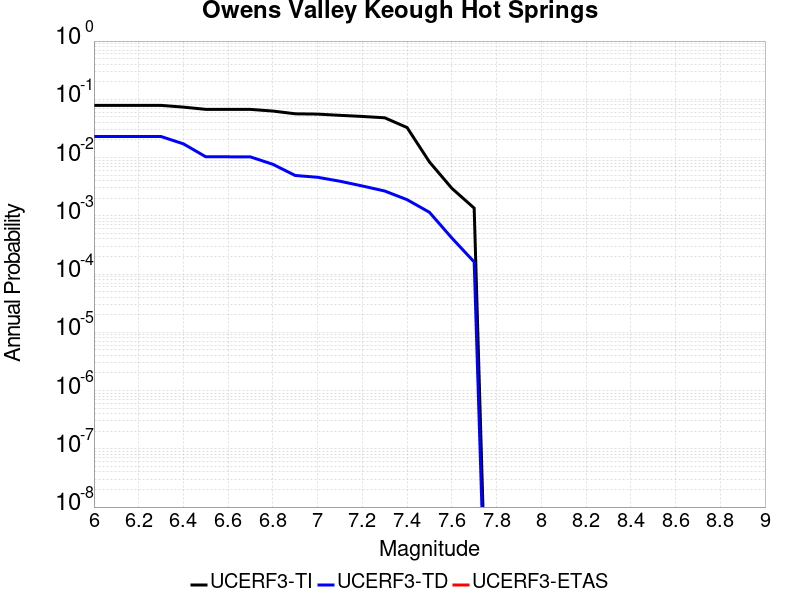 Owens Valley Keough Hot Springs
10^0
10^-1
10^-2
10^-3
10^-4
10^-5
10^-6
10^-7
10^-8
Annual Probability
6 6.2 6.4 6.6 6.8 7 7.2 7.4 7.6 7.8 8 8.2 8.4 8.6 8.8 9
Magnitude
UCERF3-TI UCERF3-TD UCERF3-ETAS